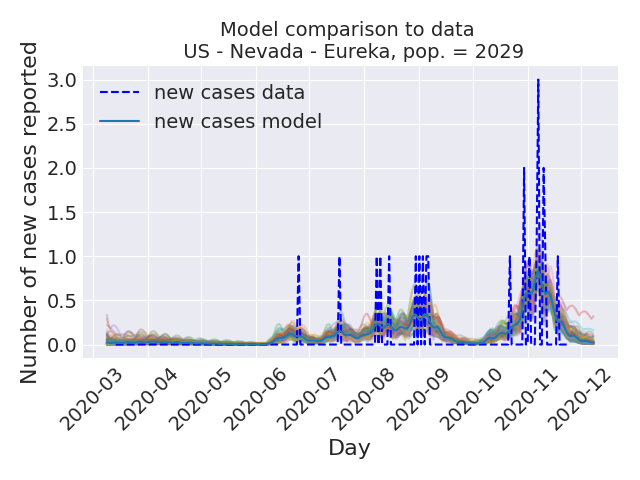 Model comparison to data
US - Nevada - Eureka, pop. = 2029
Number of new cases reported
3.0
2.5
2.0
1.5
1.0
0.5
0.0
new cases data
new cases model
2020-03
2020-04
2020-05
2020-06
2020-07
2020-08
2020-09
2020-10
2020-11
2020-12
Day